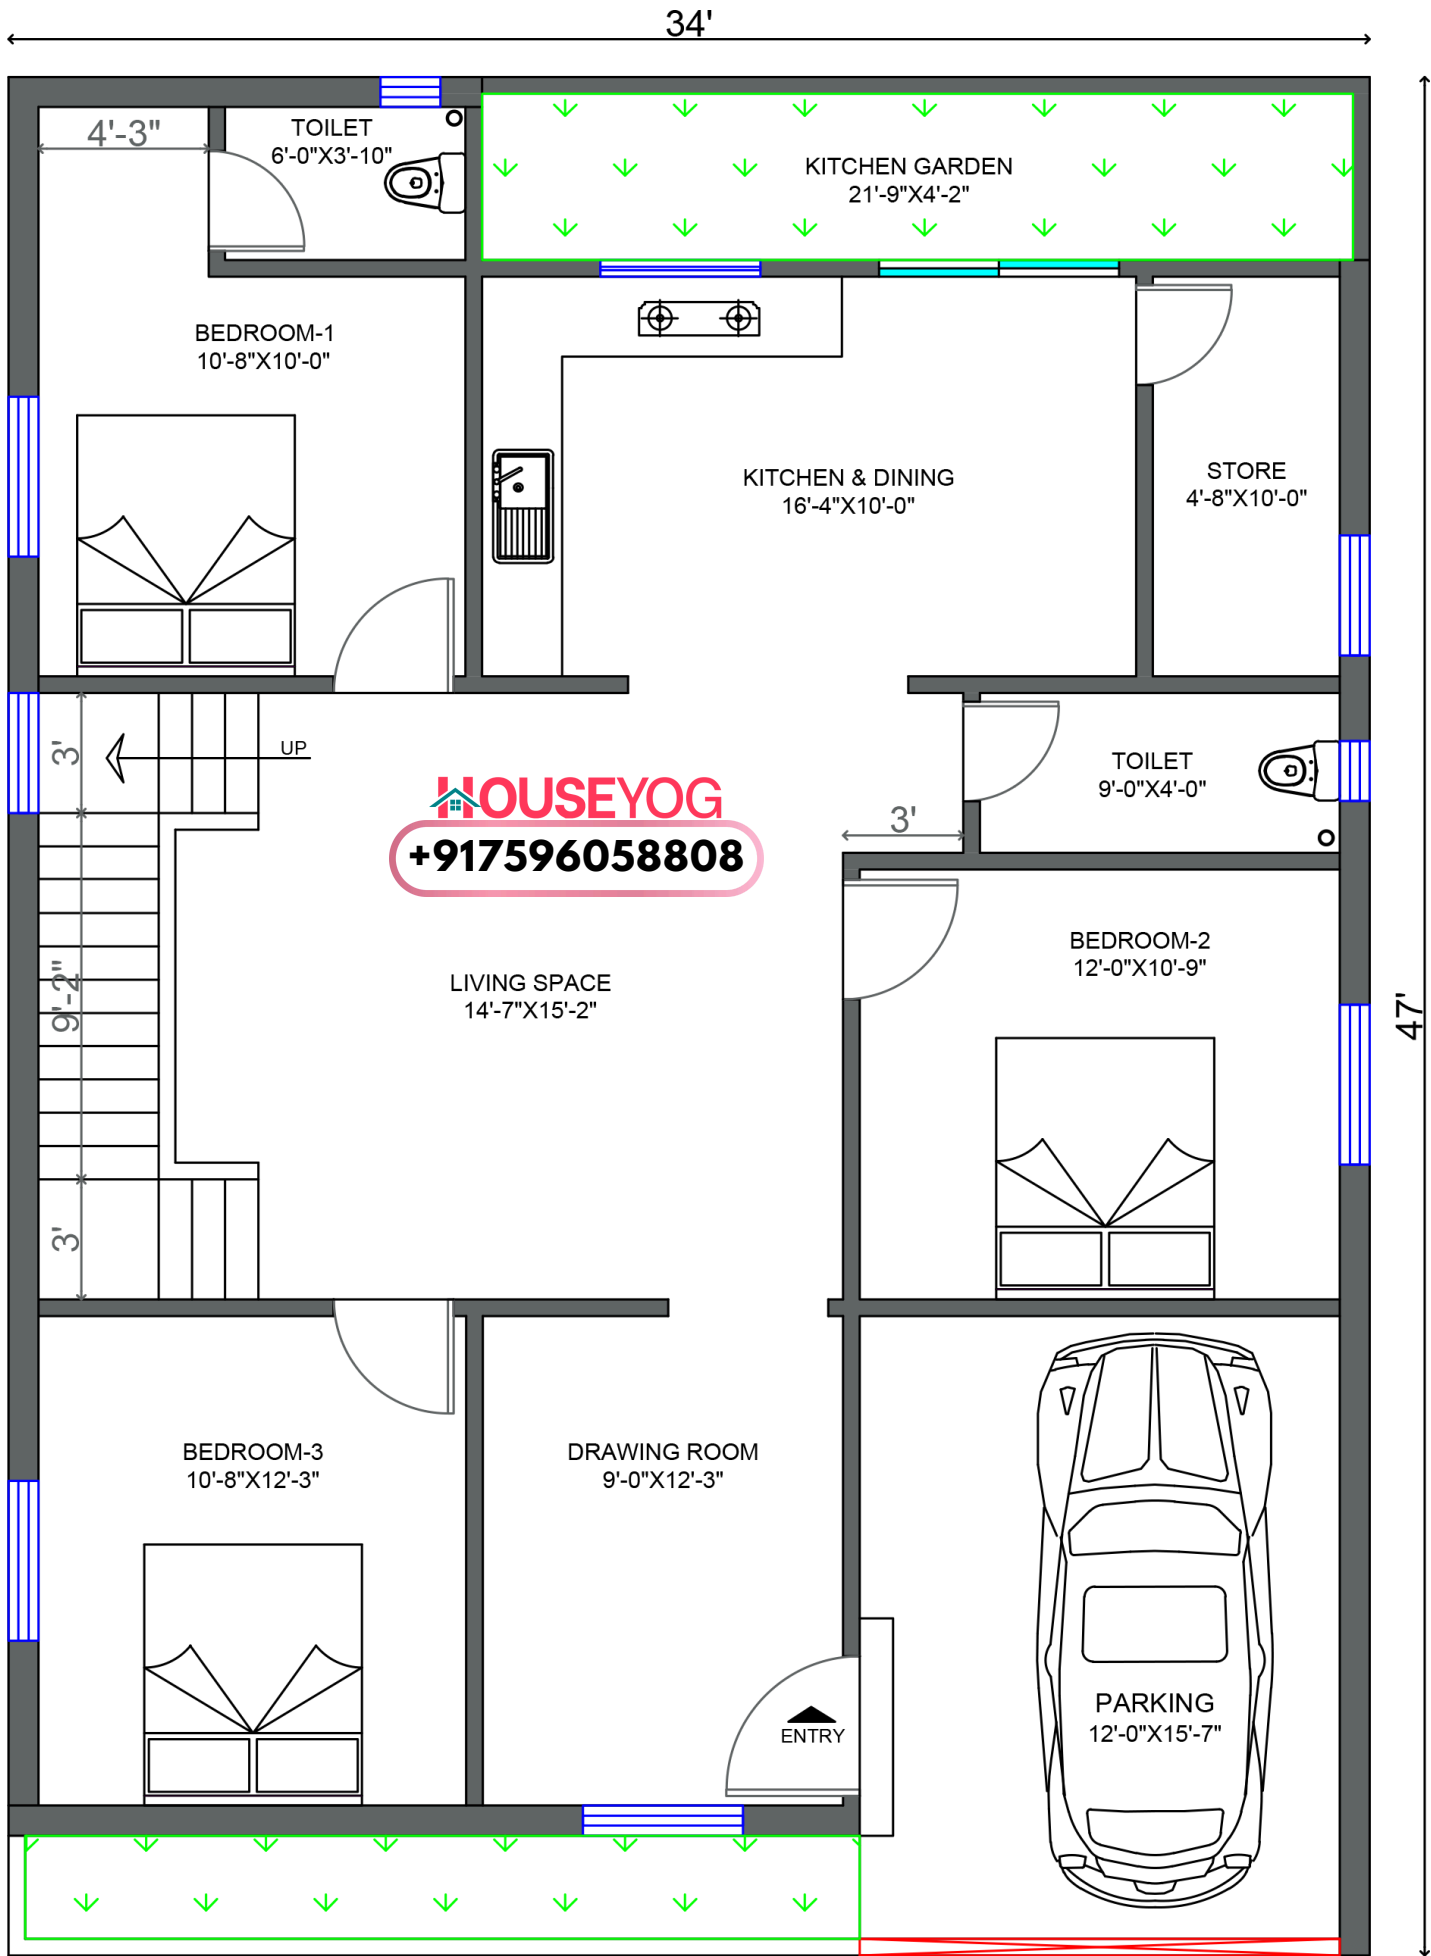 34'
4'-3"
TOILET
6'-0"X3'-10"
KITCHEN GARDEN
21'-9"X4'-2"
BEDROOM-1
10'-8"X10'-0"
KITCHEN & DINING
16'-4"X10'-0"
STORE
4'-8"X10'-0"
3'
UP
HOUSEYOG
+917596058808
TOILET
9'-0"X4'-0"
3'
BEDROOM-2
12'-0"X10'-9"
LIVING SPACE
14'-7"X15'-2"
9'-2"
47'
3'
BEDROOM-3
10'-8"X12'-3"
DRAWING ROOM
9'-0"X12'-3"
PARKING
12'-0"X15'-7"
ENTRY